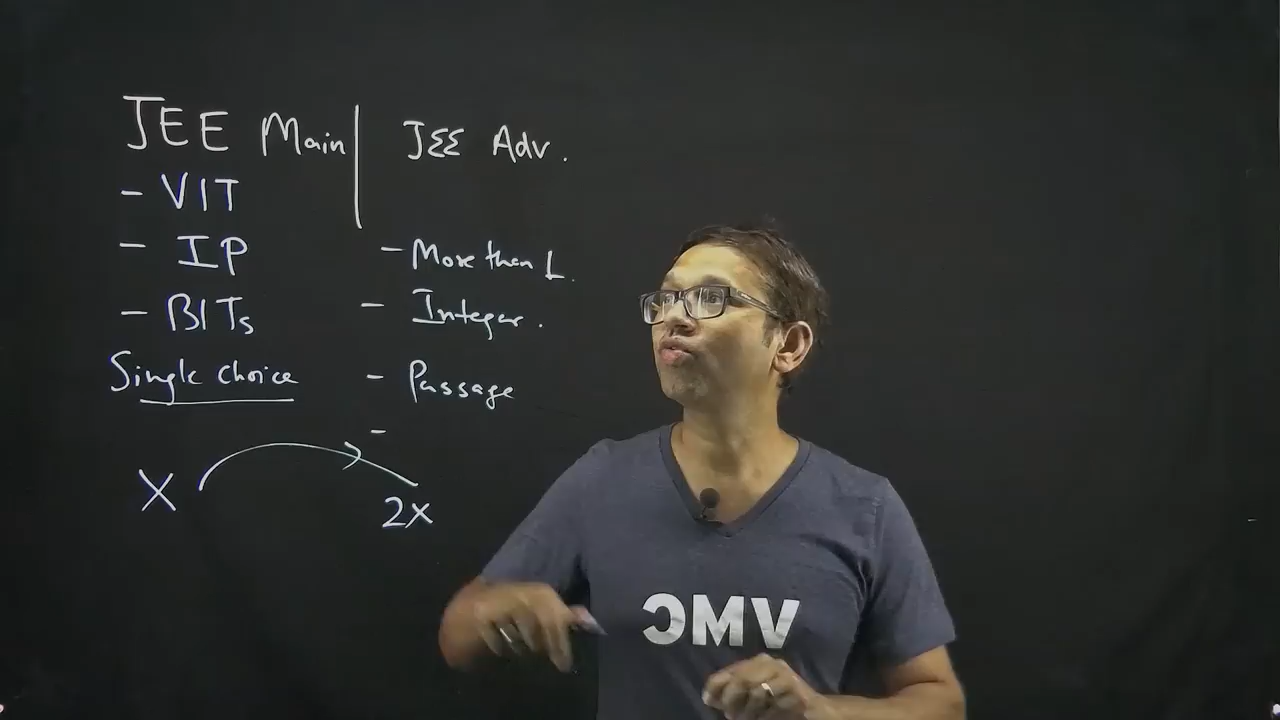 JEE Main | JEE Adv.
- VIT
- IP
- BITs
Single choice
- More than 1.
- Integer.
- Passage
-
X
2x
VMC